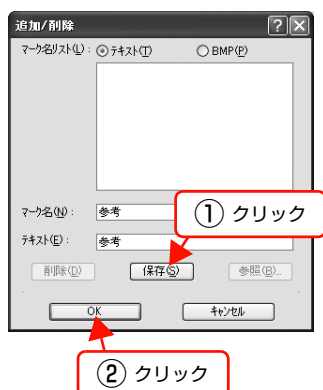 追加/削除
マーク名リスト(L): テキスト(T) BMP(P)
マーク名(N): 参考
① クリック
テキスト(E): 参考
削除(D) 保存(S) 参照(B)...
OK キャンセル
② クリック